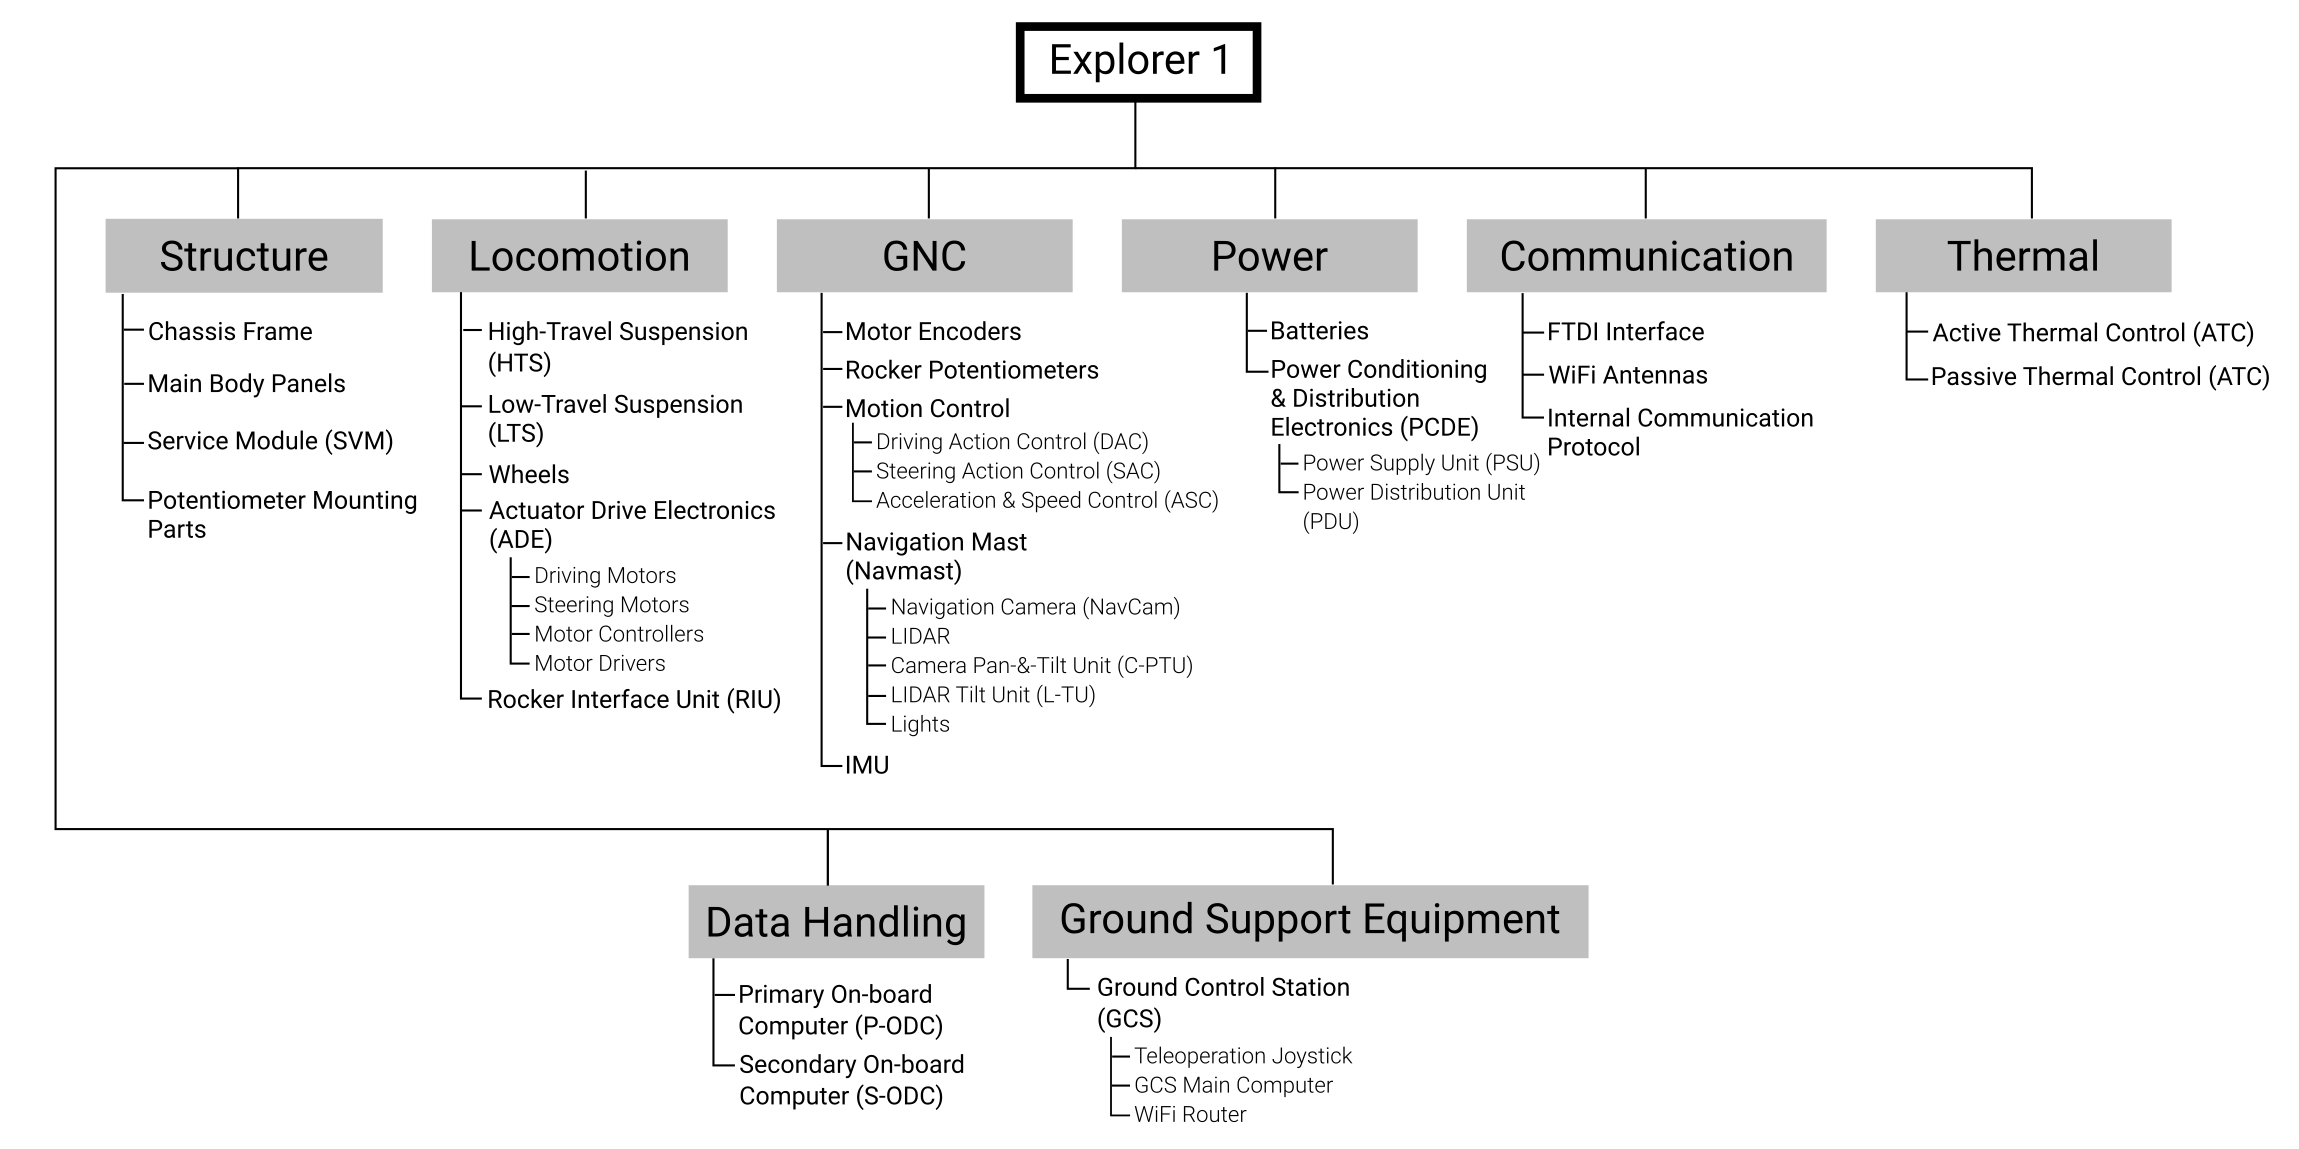 Explorer 1
Structure
Chassis Frame
Main Body Panels
Service Module (SVM)
Potentiometer Mounting
Parts
Locomotion
High-Travel Suspension
(HTS)
Low-Travel Suspension
(LTS)
Wheels
Actuator Drive Electronics
(ADE)
Driving Motors
Steering Motors
Motor Controllers
Motor Drivers
Rocker Interface Unit (RIU)
GNC
Motor Encoders
Rocker Potentiometers
Motion Control
Driving Action Control (DAC)
Steering Action Control (SAC)
Acceleration & Speed Control (ASC)
Navigation Mast
(Navmast)
Navigation Camera (NavCam)
LIDAR
Camera Pan-&-Tilt Unit (C-PTU)
LIDAR Tilt Unit (L-TU)
Lights
IMU
Power
Batteries
Power Conditioning
& Distribution
Electronics (PCDE)
Power Supply Unit (PSU)
Power Distribution Unit
(PDU)
Communication
FTDI Interface
WiFi Antennas
Internal Communication
Protocol
Thermal
Active Thermal Control (ATC)
Passive Thermal Control (ATC)
Data Handling
Primary On-board
Computer (P-ODC)
Secondary On-board
Computer (S-ODC)
Ground Support Equipment
Ground Control Station
(GCS)
Teleoperation Joystick
GCS Main Computer
WiFi Router